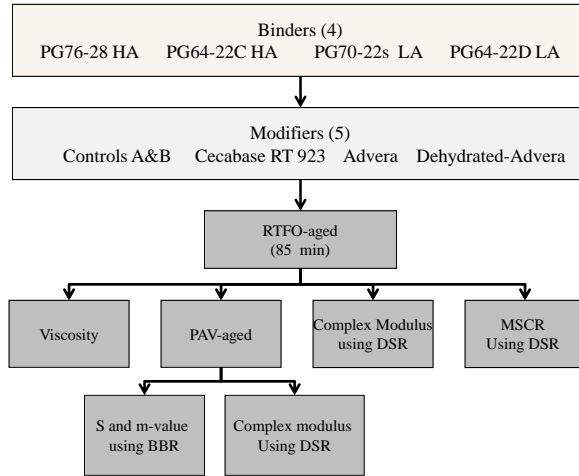 Binders (4)
PG76-28 HA PG64-22C HA PG70-22s LA PG64-22D LA
Modifiers (5)
Controls A&B Cecabase RT 923 Advera Dehydrated-Advera
RTFO-aged
(85 min)
Viscosity
PAV-aged
Complex Modulus
using DSR
MSCR
Using DSR
S and m-value
using BBR
Complex modulus
Using DSR